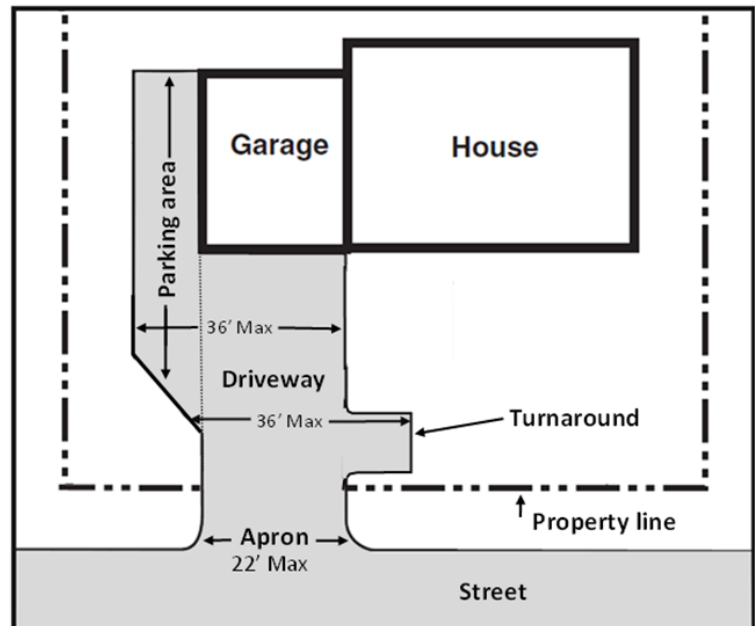 Garage
House
Parking area
36' Max
Driveway
36' Max
Turnaround
Property line
Apron
22' Max
Street